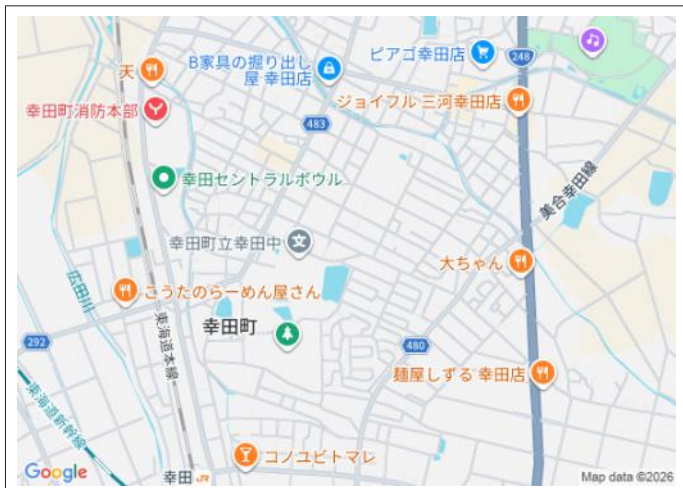 ピアゴ幸田店
248
天
B家具の掘り出し
屋 幸田店
幸田町消防本部
483
ジョイフル 三河幸田店
幸田セントラルボウル
美合幸田線
幸田町立幸田中
文
大ちゃん
広田川
こうたのらーめん屋さん
292
東海道本線
幸田町
480
麺屋しずる 幸田店
東海道新幹線
コノユビトマレ
幸田 JR
Google
Map data ©2026